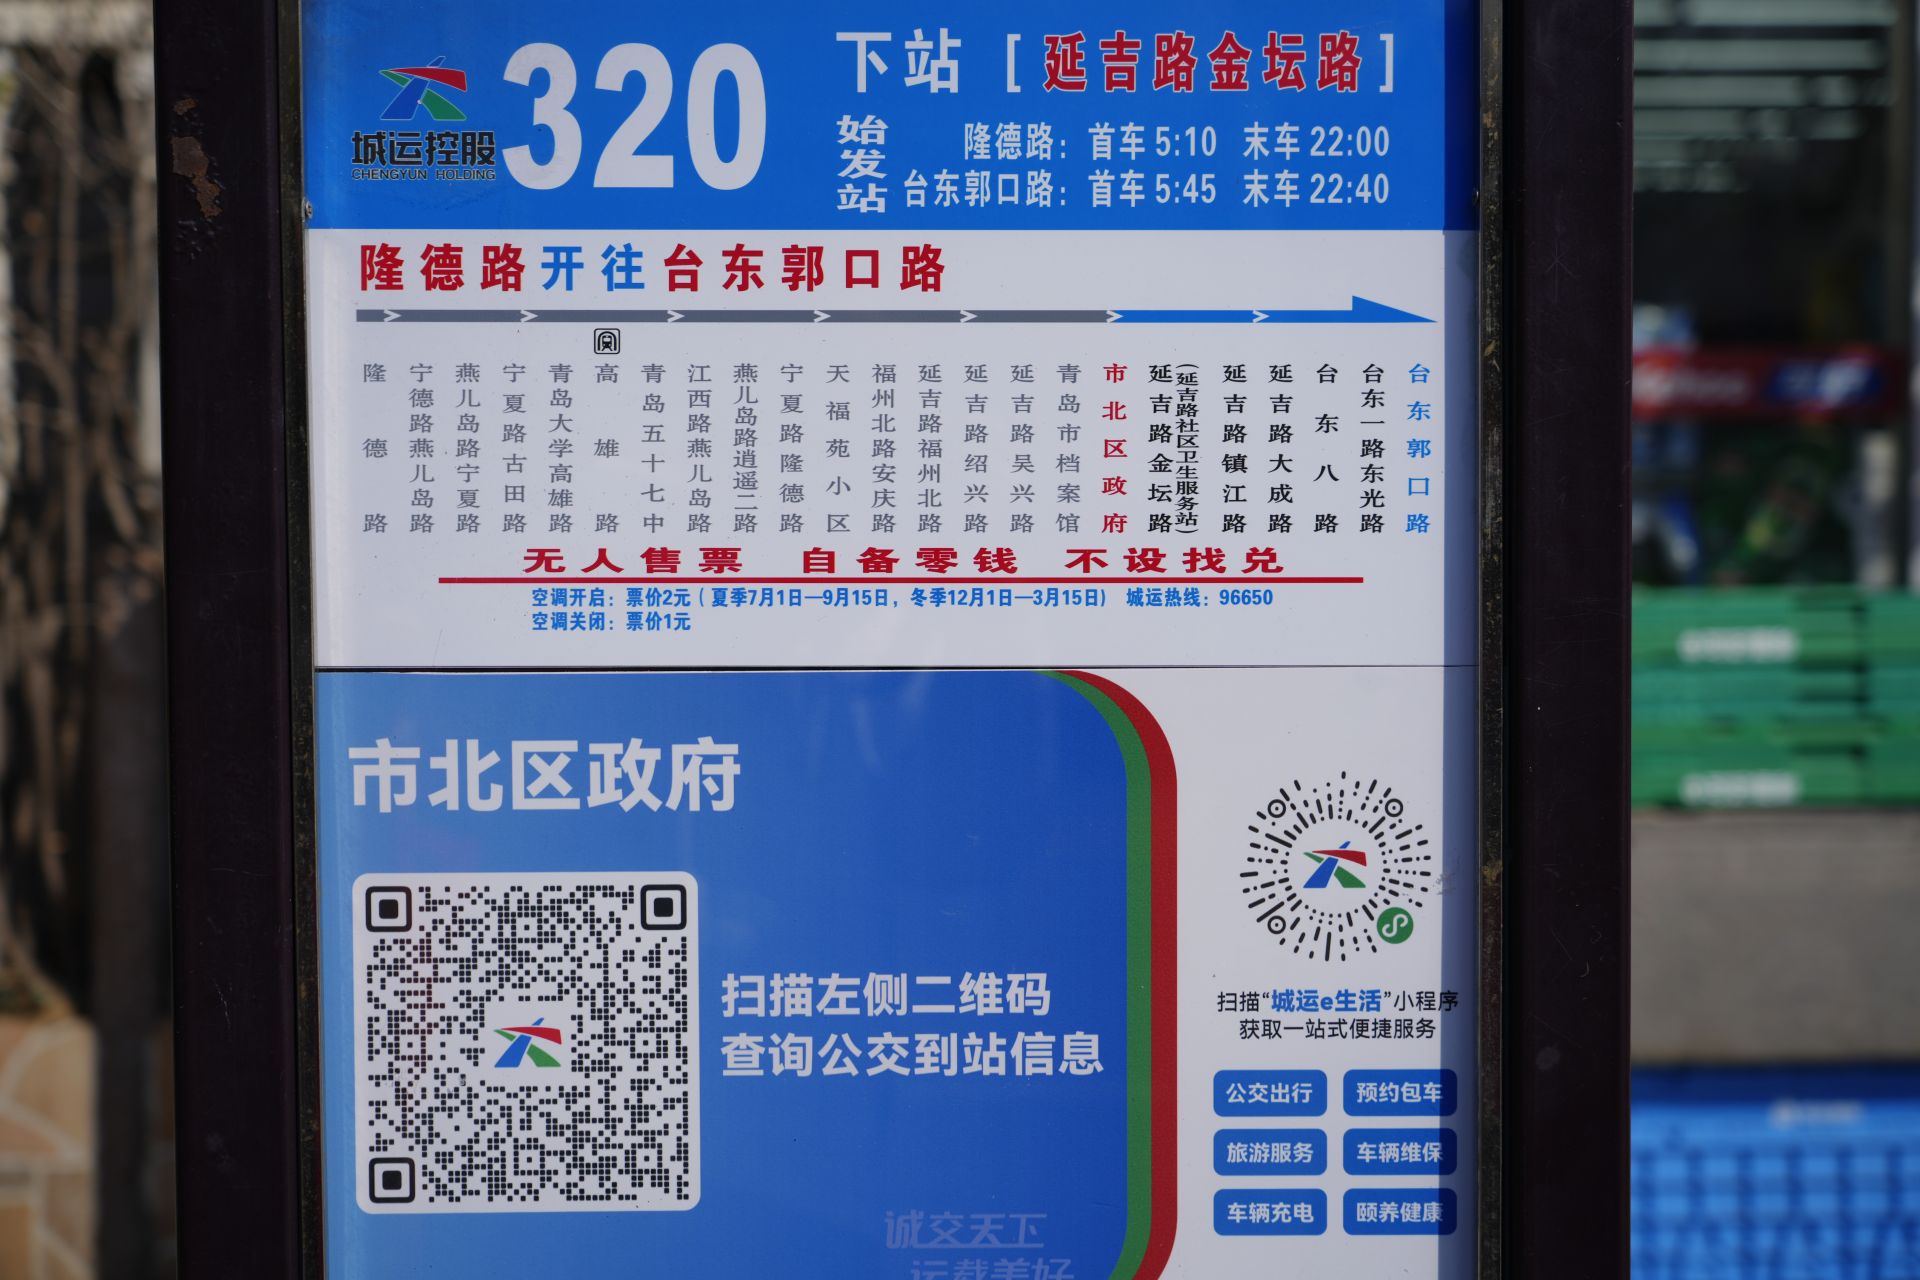 城运控股
CHENGYUN HOLDING
320
下站 [延吉路金坛路]
始发站
隆德路：首车 5:10 末车 22:00
台东郭口路：首车 5:45 末车 22:40
隆德路开往台东郭口路
隆德路
宁德路燕儿岛路
燕儿岛路宁夏路
宁夏路古田路
青岛大学高雄路
高雄路
青岛五十七中
江西路燕儿岛路
燕儿岛路逍遥二路
宁夏路隆德路
天福苑小区
福州北路安庆路
延吉路福州北路
延吉路绍兴路
延吉路吴兴路
青岛市档案馆
市北区政府
延吉路金坛路
(延吉路社区卫生服务站)
延吉路镇江路
延吉路大成路
台东八路
台东一路东光路
台东郭口路
无人售票 自备零钱 不设找兑
空调开启：票价2元（夏季7月1日—9月15日，冬季12月1日—3月15日） 城运热线：96650
空调关闭：票价1元
市北区政府
扫描左侧二维码
查询公交到站信息
扫描“城运e生活”小程序
获取一站式便捷服务
公交出行 预约包车
旅游服务 车辆维保
车辆充电 颐养健康
诚交天下
运载美好